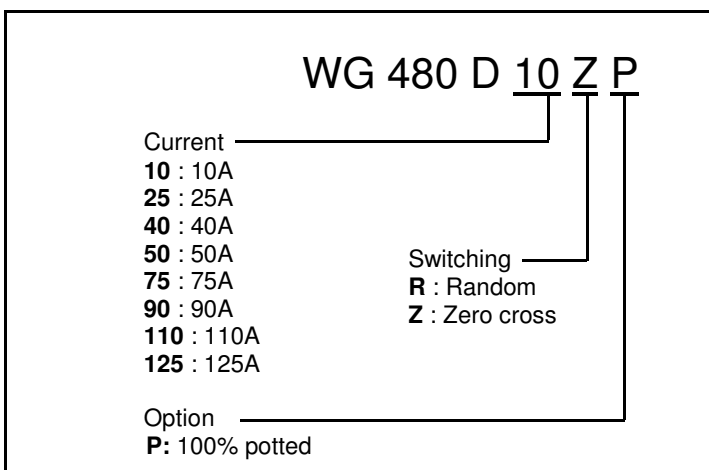 WG 480 D 10 Z P
Current
10 : 10A
25 : 25A
40 : 40A
50 : 50A
75 : 75A
90 : 90A
110 : 110A
125 : 125A
Switching
R : Random
Z : Zero cross
Option
P: 100% potted